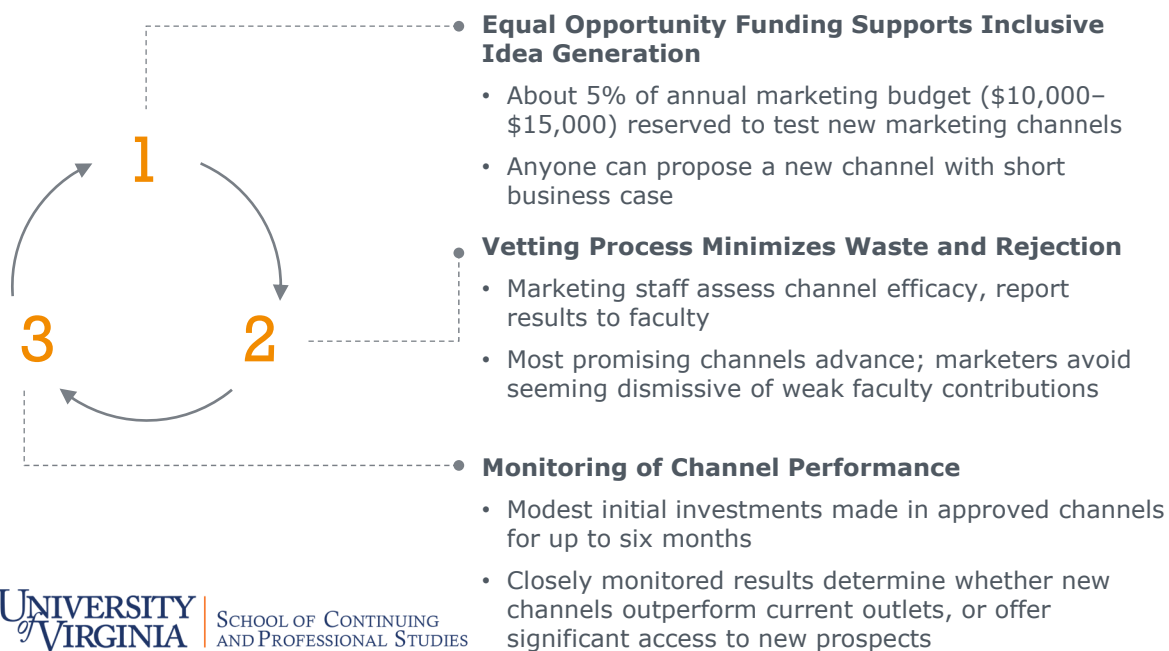 Equal Opportunity Funding Supports Inclusive
Idea Generation
• About 5% of annual marketing budget ($10,000–
$15,000) reserved to test new marketing channels
• Anyone can propose a new channel with short
business case
1
Vetting Process Minimizes Waste and Rejection
• Marketing staff assess channel efficacy, report
results to faculty
• Most promising channels advance; marketers avoid
seeming dismissive of weak faculty contributions
3
2
Monitoring of Channel Performance
• Modest initial investments made in approved channels
for up to six months
• Closely monitored results determine whether new
channels outperform current outlets, or offer
significant access to new prospects
UNIVERSITY
of VIRGINIA
SCHOOL OF CONTINUING
AND PROFESSIONAL STUDIES